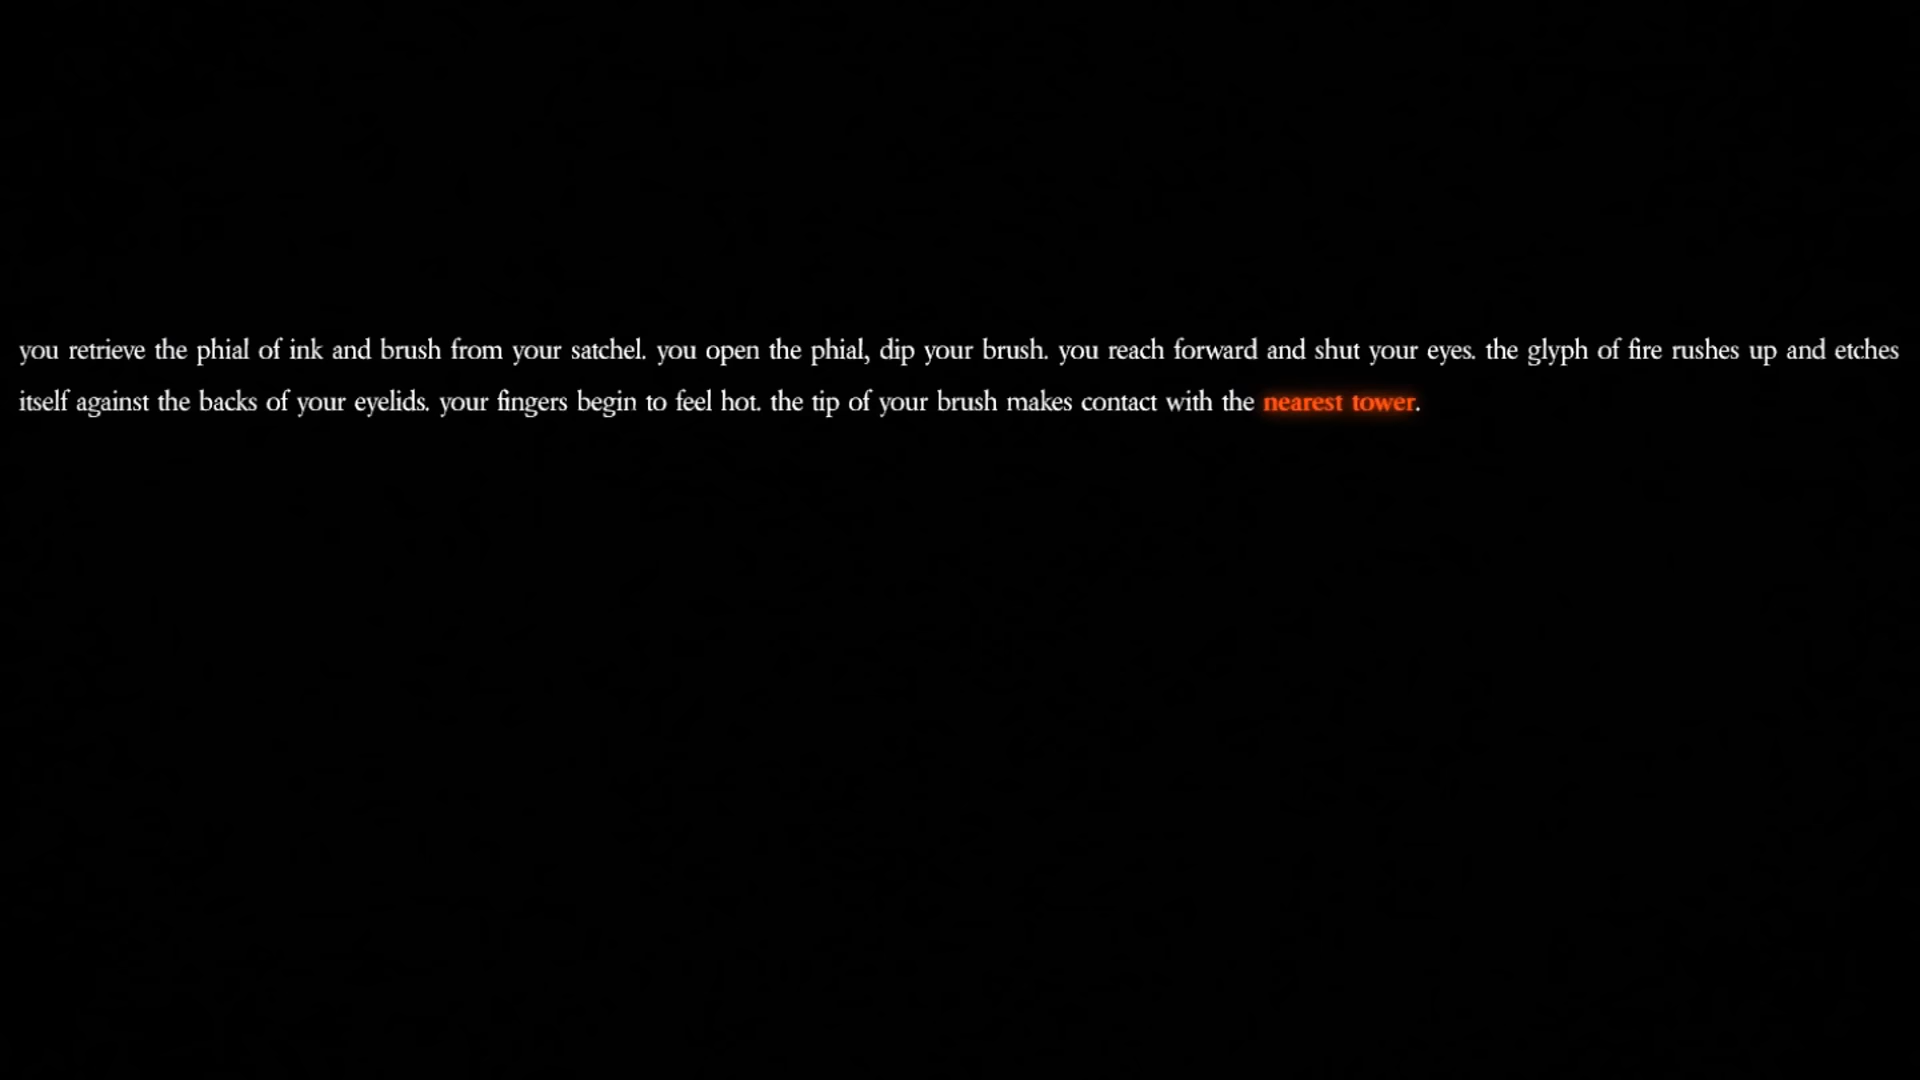 you retrieve the phial of ink and brush from your satchel. you open the phial, dip your brush. you reach forward and shut your eyes. the glyph of fire rushes up and etches
itself against the backs of your eyelids. your fingers begin to feel hot. the tip of your brush makes contact with the nearest tower.